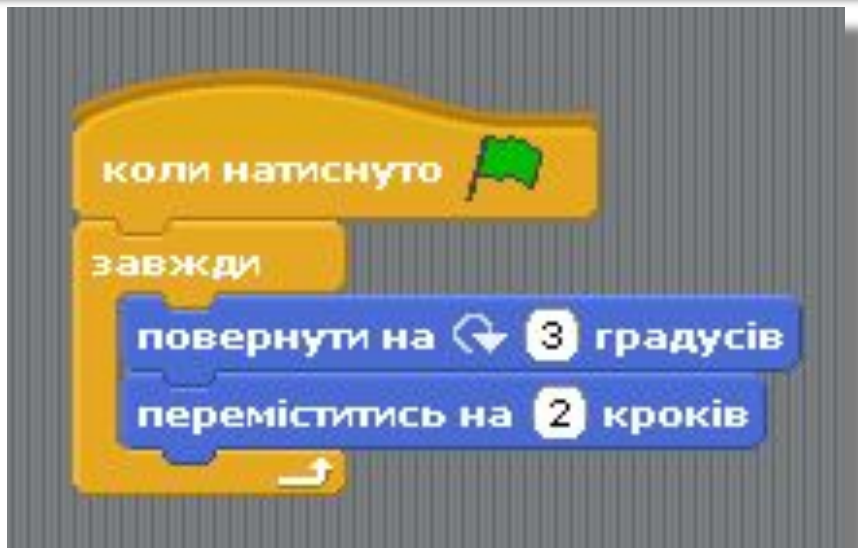 коли натиснуто
завжди
повернути на 3 градусів
переміститись на 2 кроків